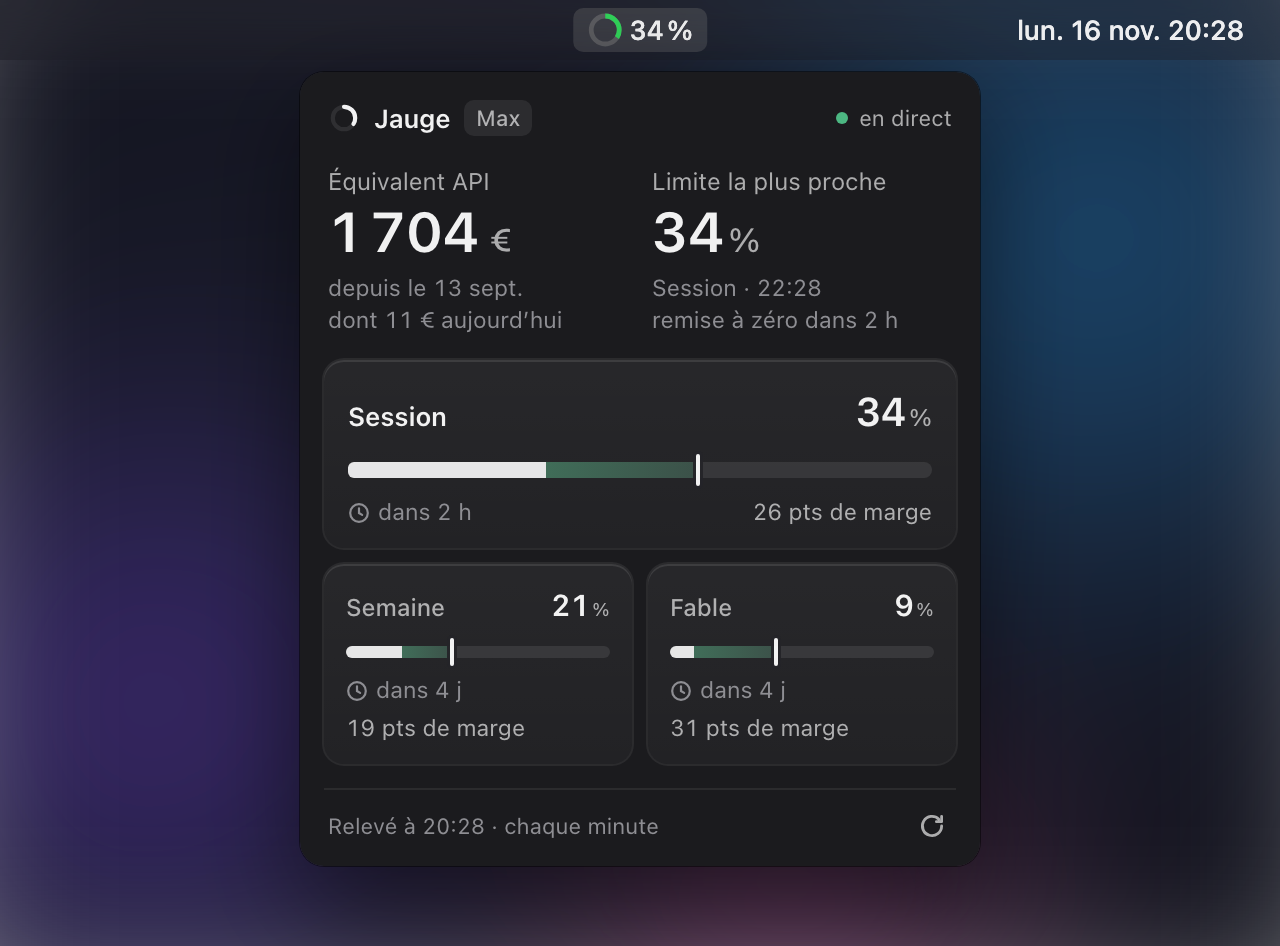 34 %
lun. 16 nov. 20:28
Jauge Max
en direct
Équivalent API
1 704 €
depuis le 13 sept.
dont 11 € aujourd’hui
Limite la plus proche
34 %
Session · 22:28
remise à zéro dans 2 h
Session
34 %
dans 2 h
26 pts de marge
Semaine
21 %
dans 4 j
19 pts de marge
Fable
9 %
dans 4 j
31 pts de marge
Relevé à 20:28 · chaque minute